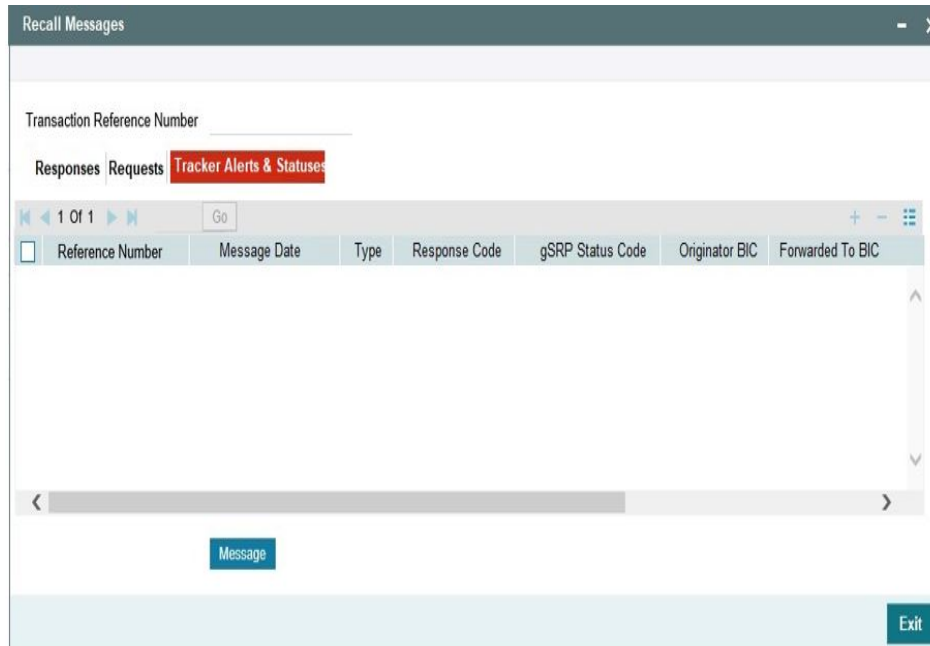 Recall Messages
Transaction Reference Number
Responses Requests Tracker Alerts & Statuses
1 Of 1 Go
Reference Number Message Date Type Response Code gSRP Status Code Originator BIC Forwarded To BIC
Message
Exit